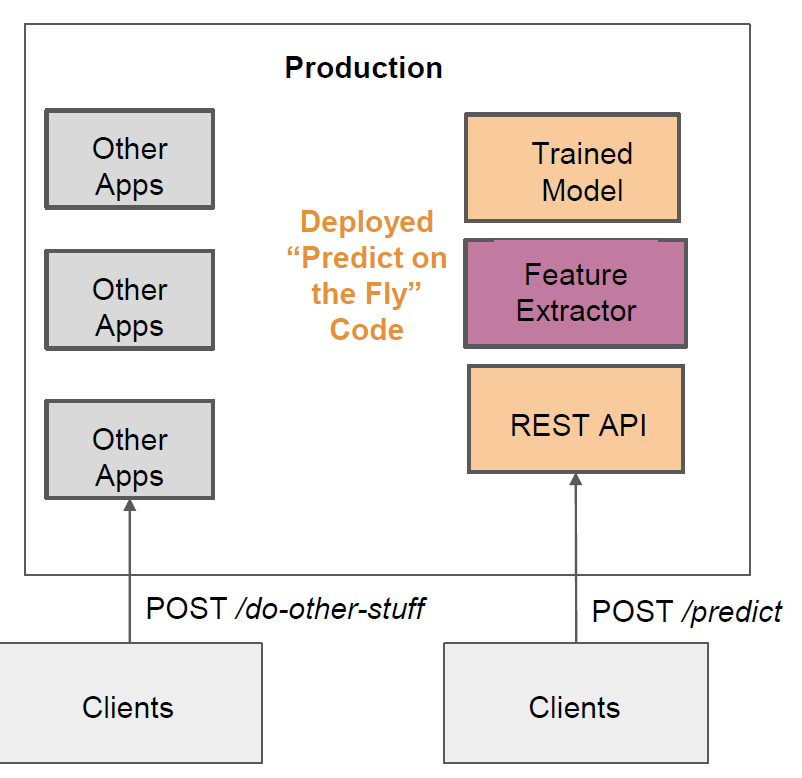 Production
Other
Apps
Other
Apps
Other
Apps
Deployed
“Predict on
the Fly”
Code
Trained
Model
Feature
Extractor
REST API
POST /do-other-stuff
POST /predict
Clients
Clients